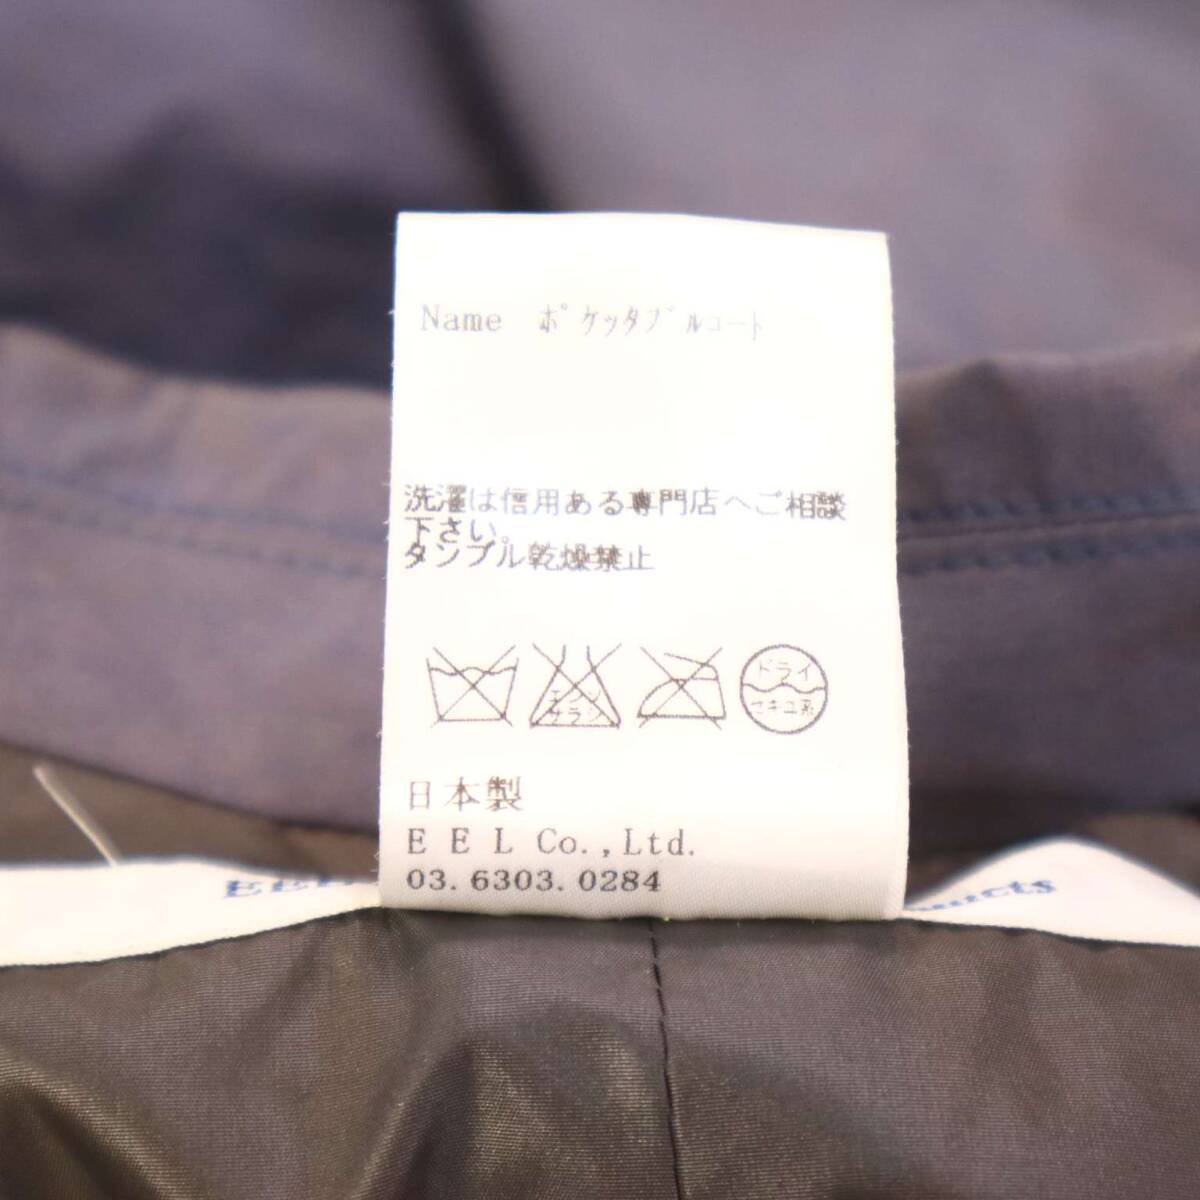 Name ポケッタブルコート
洗濯は信用ある専門店へご相談
下さい。
タンブル乾燥禁止
エンソ
サラシ
ドライ
セキユ系
日本製
E E L Co.,Ltd.
03.6303.0284